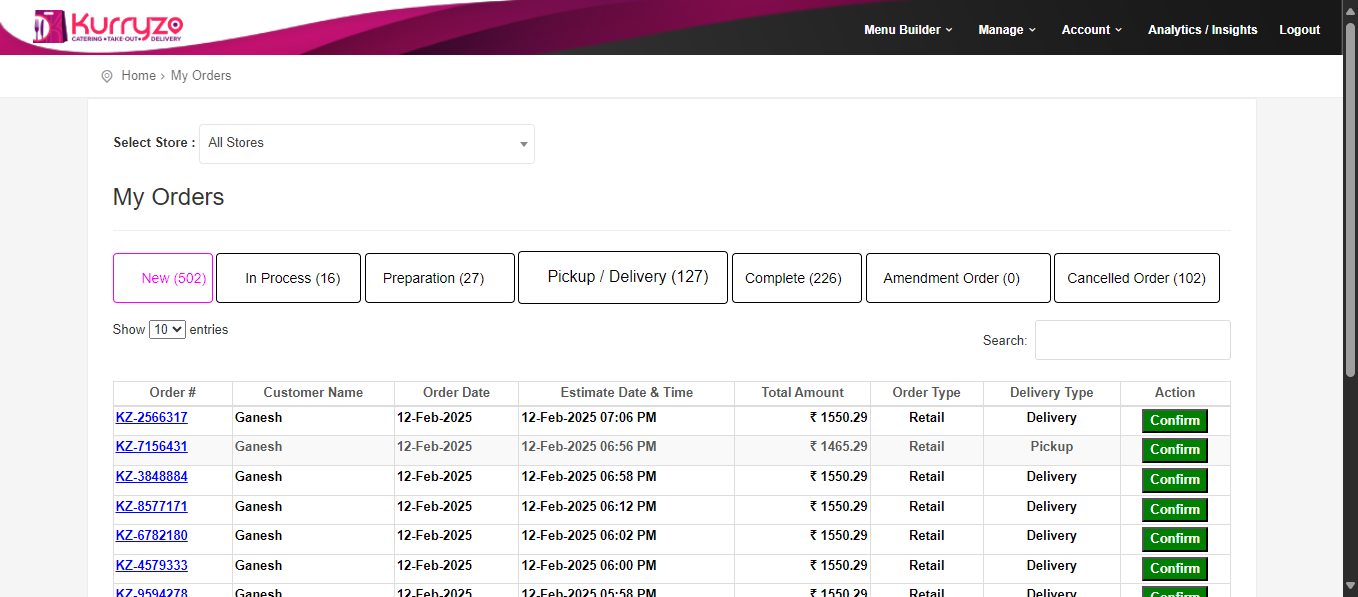 Kurryzo
CATERING • TAKE-OUT • DELIVERY
Menu Builder Manage Account Analytics / Insights Logout
Home › My Orders
Select Store : All Stores
My Orders
New (502) In Process (16) Preparation (27) Pickup / Delivery (127) Complete (226) Amendment Order (0) Cancelled Order (102)
Show 10 entries
Search:
Order # Customer Name Order Date Estimate Date & Time Total Amount Order Type Delivery Type Action
KZ-2566317 Ganesh 12-Feb-2025 12-Feb-2025 07:06 PM ₹ 1550.29 Retail Delivery Confirm
KZ-7156431 Ganesh 12-Feb-2025 12-Feb-2025 06:56 PM ₹ 1465.29 Retail Pickup Confirm
KZ-3848884 Ganesh 12-Feb-2025 12-Feb-2025 06:58 PM ₹ 1550.29 Retail Delivery Confirm
KZ-8577171 Ganesh 12-Feb-2025 12-Feb-2025 06:12 PM ₹ 1550.29 Retail Delivery Confirm
KZ-6782180 Ganesh 12-Feb-2025 12-Feb-2025 06:02 PM ₹ 1550.29 Retail Delivery Confirm
KZ-4579333 Ganesh 12-Feb-2025 12-Feb-2025 06:00 PM ₹ 1550.29 Retail Delivery Confirm
KZ-9594278 Ganesh 12-Feb-2025 12-Feb-2025 05:58 PM ₹ 1550.29 Retail Delivery Confirm